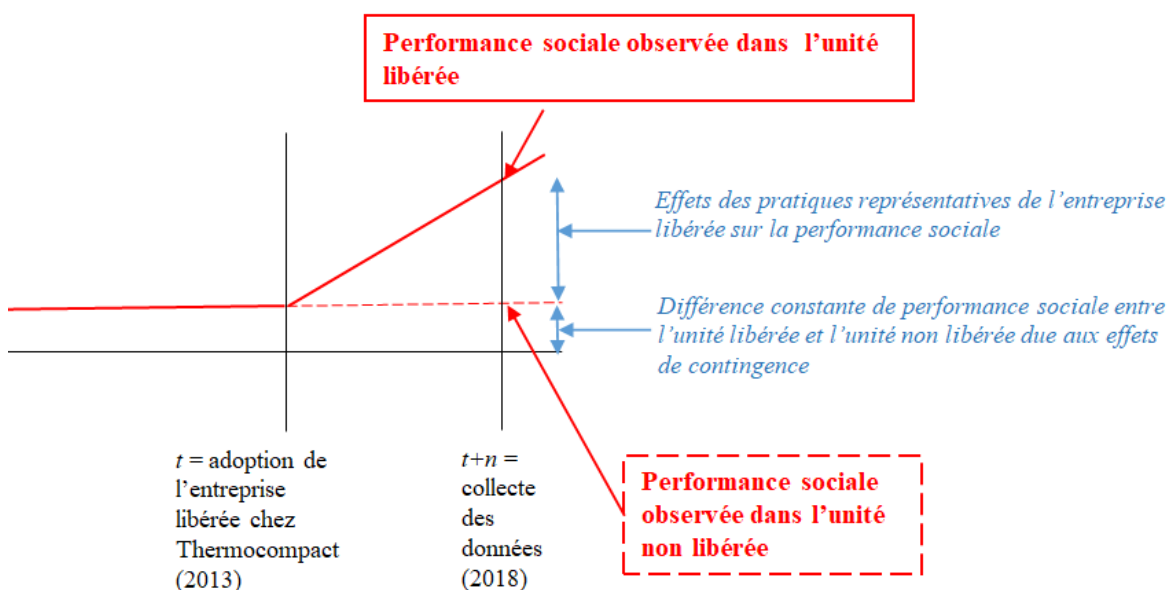 Performance sociale observée dans l’unité
libérée
Effets des pratiques représentatives de l’entreprise
libérée sur la performance sociale
Différence constante de performance sociale entre
l’unité libérée et l’unité non libérée due aux effets
de contingence
t = adoption de
l’entreprise
libérée chez
Thermocompact
(2013)
t+n =
collecte
des
données
(2018)
Performance sociale
observée dans l’unité
non libérée